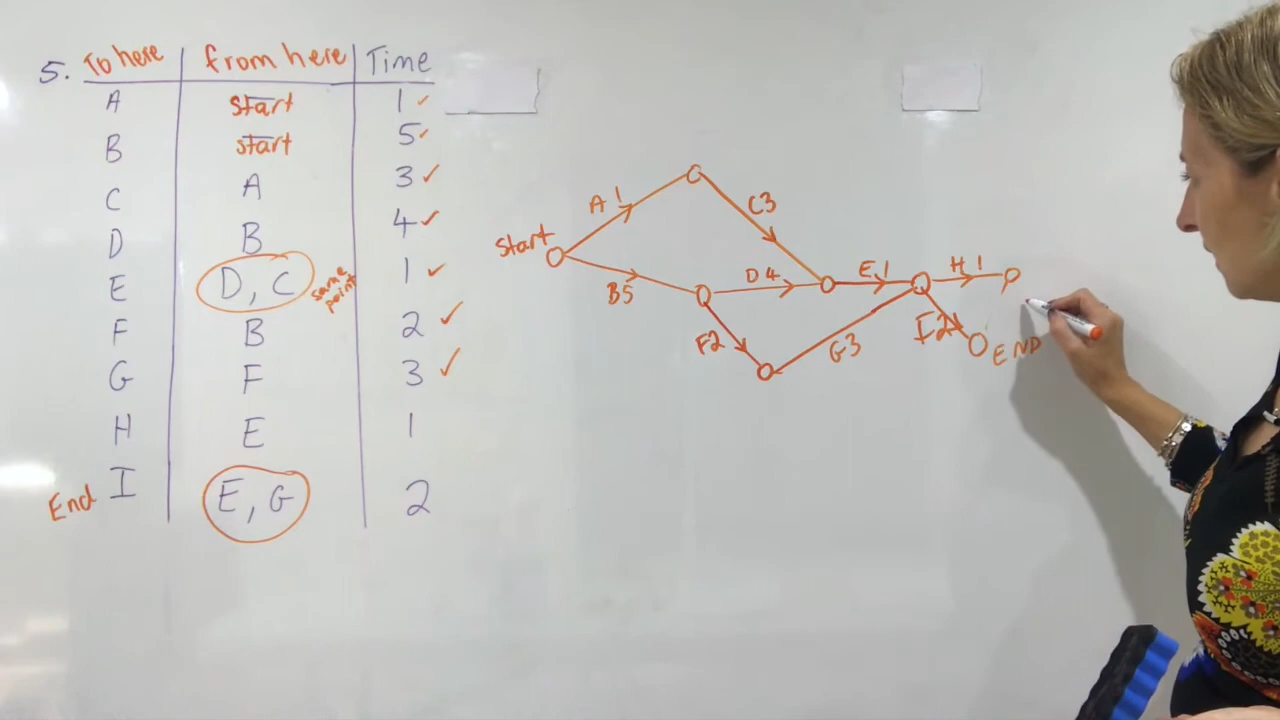 5. To here from here Time
A start 1 ✓
B start 5 ✓
C A 3 ✓
D B 4 ✓
E D, C same point 1 ✓
F B 2 ✓
G F 3 ✓
H E 1
End I E, G 2
Start
A 1
B5
C3
D 4
F2
G3
E 1
H 1
I 2
END